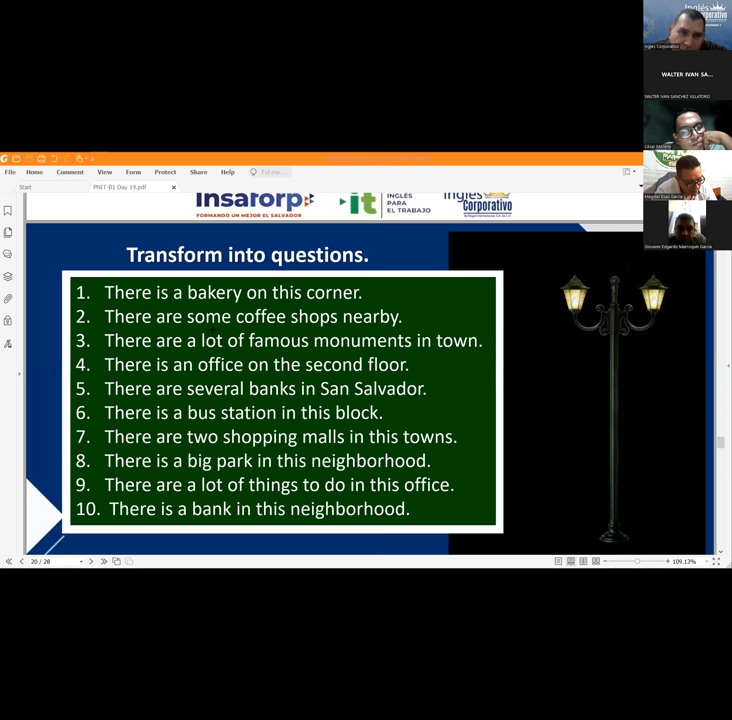 Inglés Corporativo
WALTER IVAN SA...
WALTER IVAN SANCHEZ VILLATORO
César Moreno
Magdiel Esaú Garcia
Giovanni Edgardo Marroquin Garcia
File Home Comment View Form Protect Share Help Tell me...
Start PNIT-B1 Day 19.pdf
insaforp
FORMANDO UN MEJOR EL SALVADOR
it
INGLÉS
PARA
EL TRABAJO
Inglés
Corporativo
Transform into questions.
1. There is a bakery on this corner.
2. There are some coffee shops nearby.
3. There are a lot of famous monuments in town.
4. There is an office on the second floor.
5. There are several banks in San Salvador.
6. There is a bus station in this block.
7. There are two shopping malls in this towns.
8. There is a big park in this neighborhood.
9. There are a lot of things to do in this office.
10. There is a bank in this neighborhood.
20 / 28
109.13%